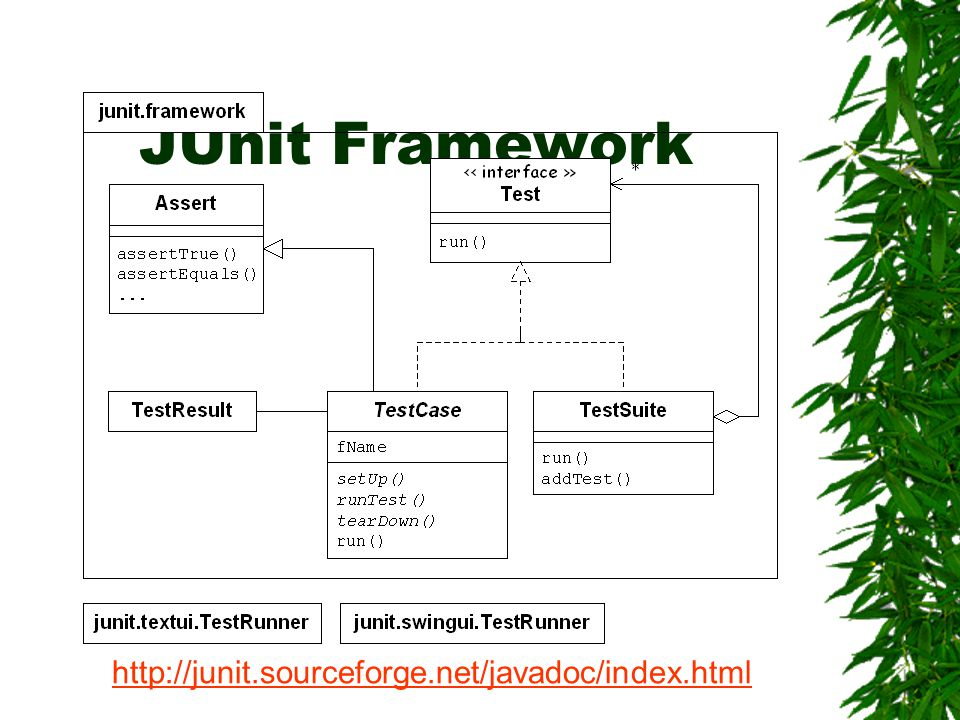 junit.framework
JUnit Framework
Assert
assertTrue()
assertEquals()
...
<< interface >>
Test
run()
*
TestResult
TestCase
fName
setUp()
runTest()
tearDown()
run()
TestSuite
run()
addTest()
junit.textui.TestRunner
junit.swingui.TestRunner
http://junit.sourceforge.net/javadoc/index.html